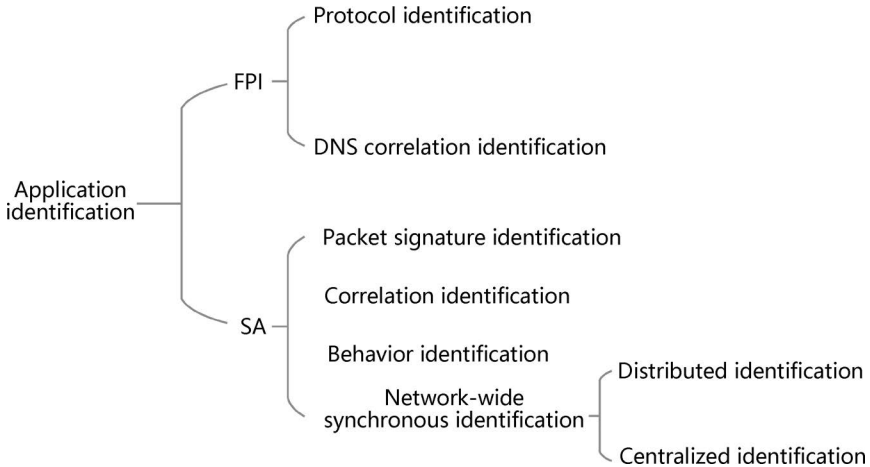 Protocol identification
FPI
DNS correlation identification
Application
identification
Packet signature identification
Correlation identification
SA
Behavior identification
Network-wide
synchronous identification
Distributed identification
Centralized identification